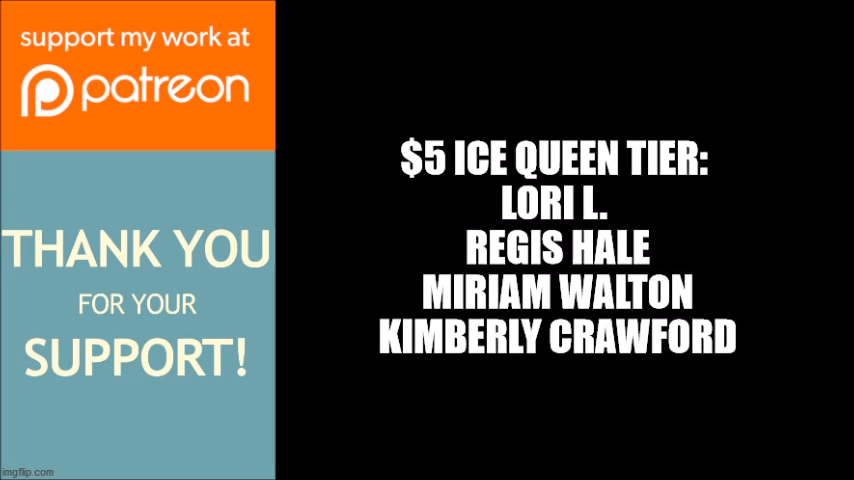 support my work at
patreon
THANK YOU
FOR YOUR
SUPPORT!
$5 ICE QUEEN TIER:
LORI L.
REGIS HALE
MIRIAM WALTON
KIMBERLY CRAWFORD
imgflip.com